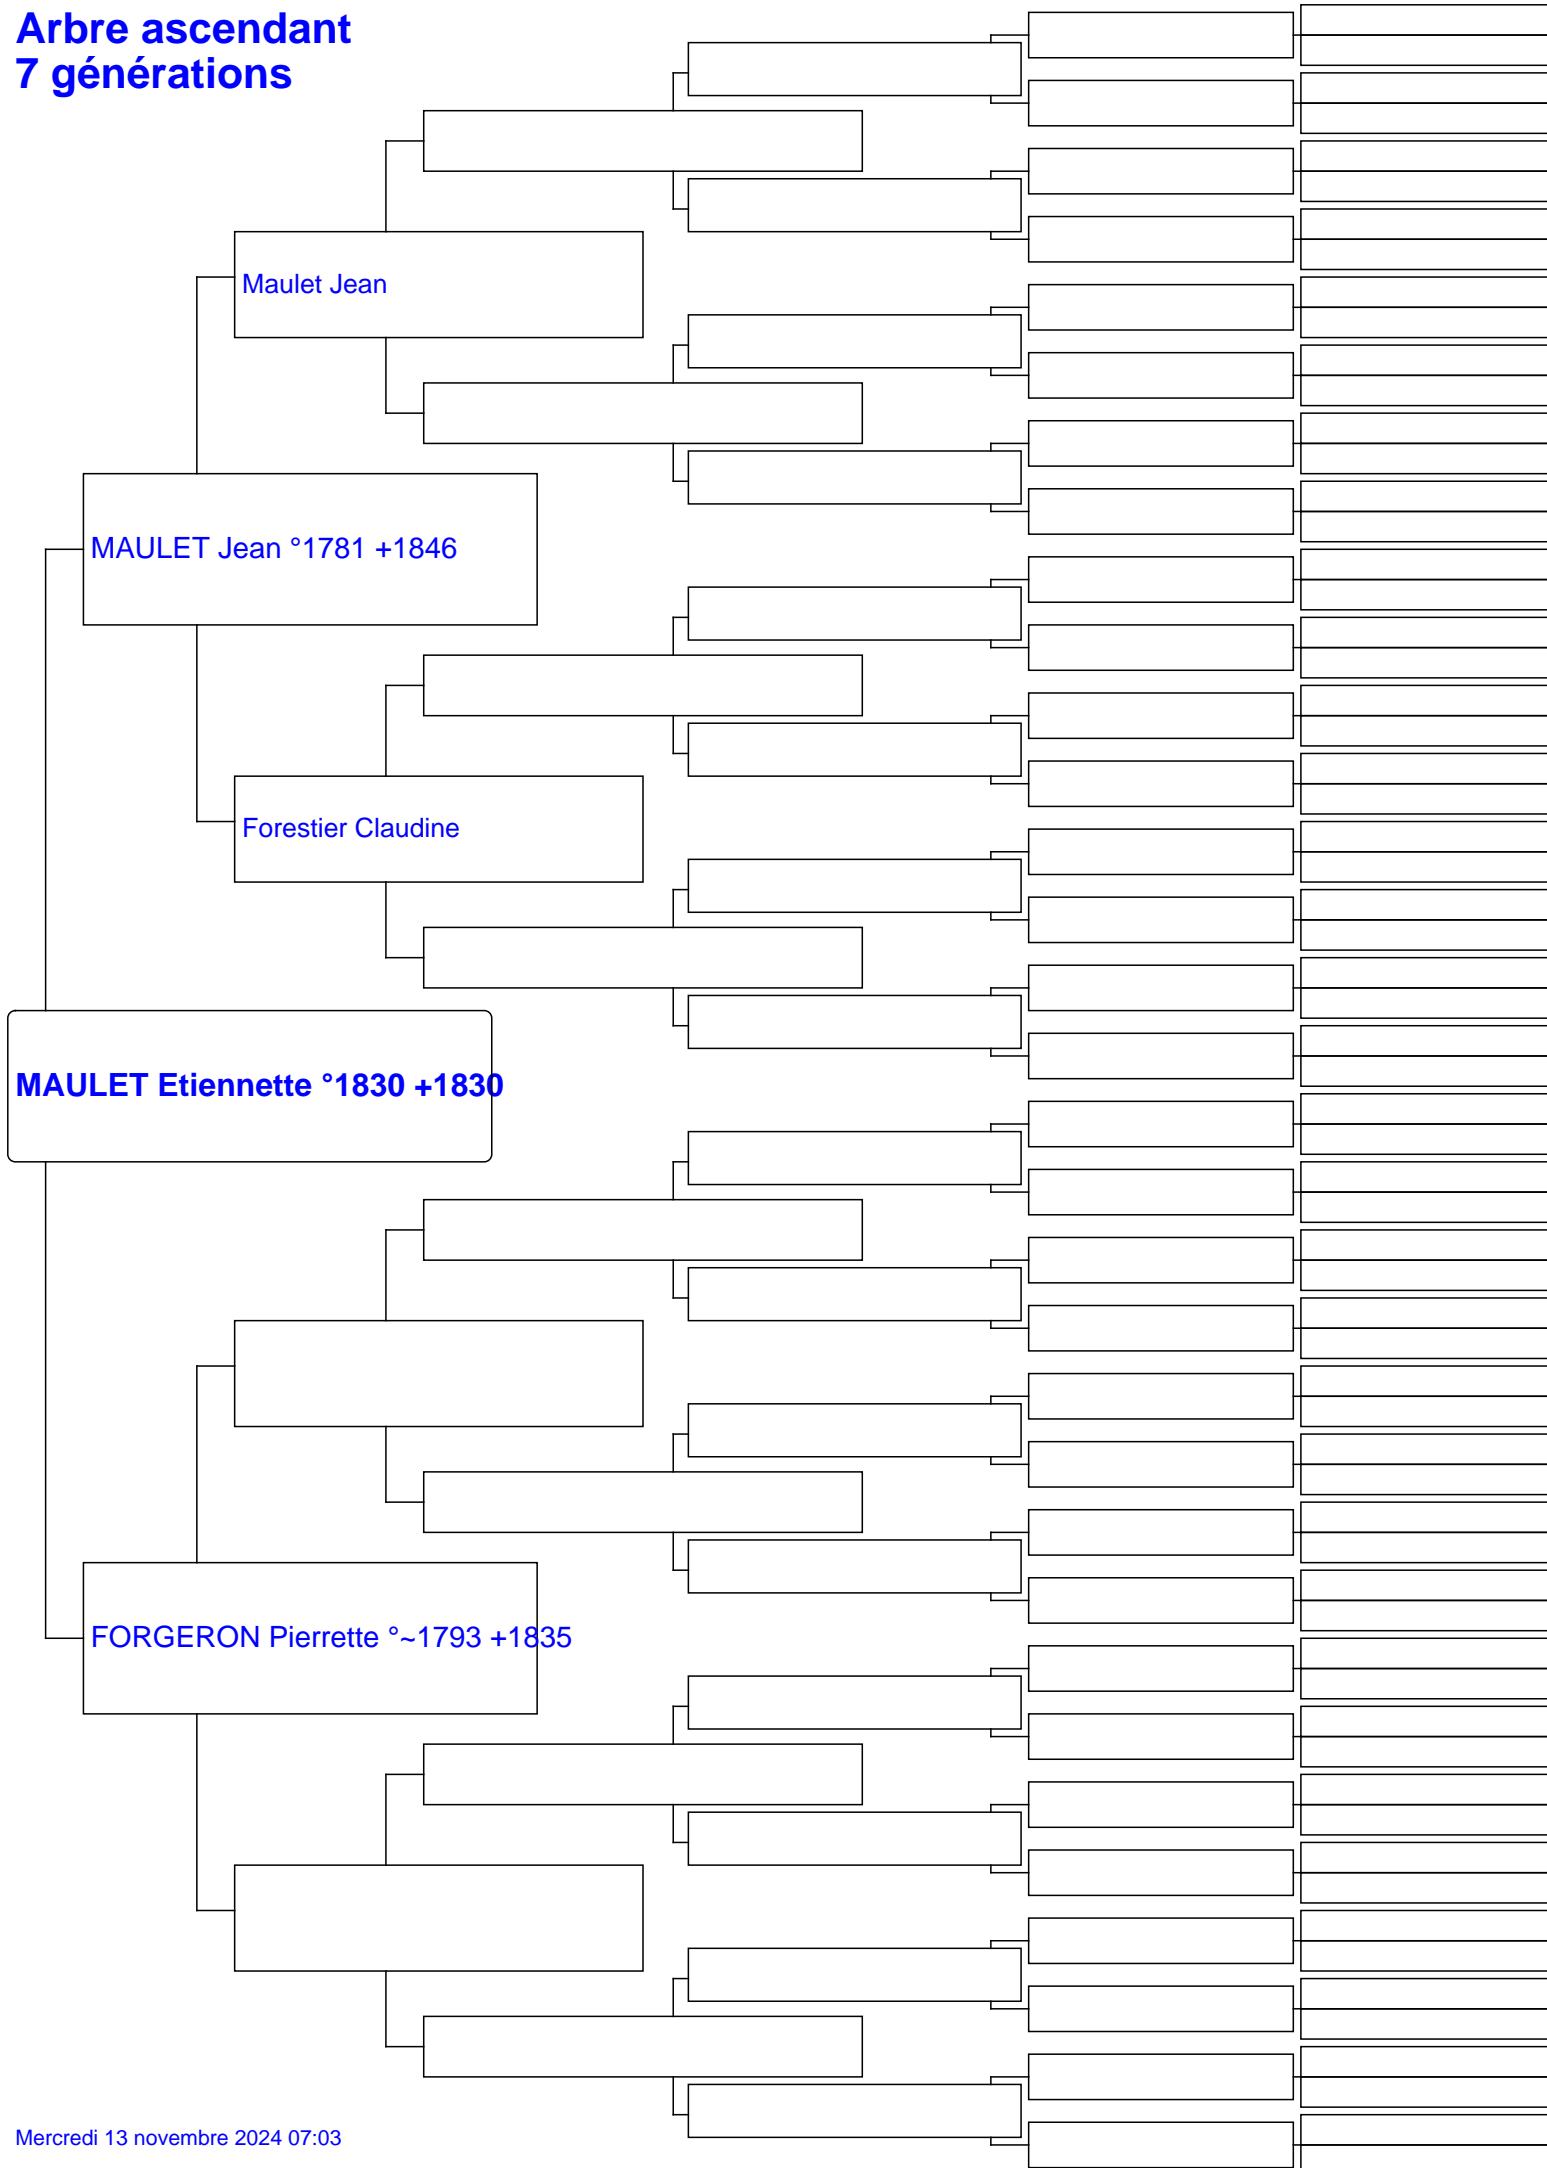 Arbre ascendant
7 générations
Maulet Jean
MAULET Jean °1781 +1846
Forestier Claudine
MAULET Etiennette °1830 +1830
FORGERON Pierrette °~1793 +1835
Mercredi 13 novembre 2024 07:03